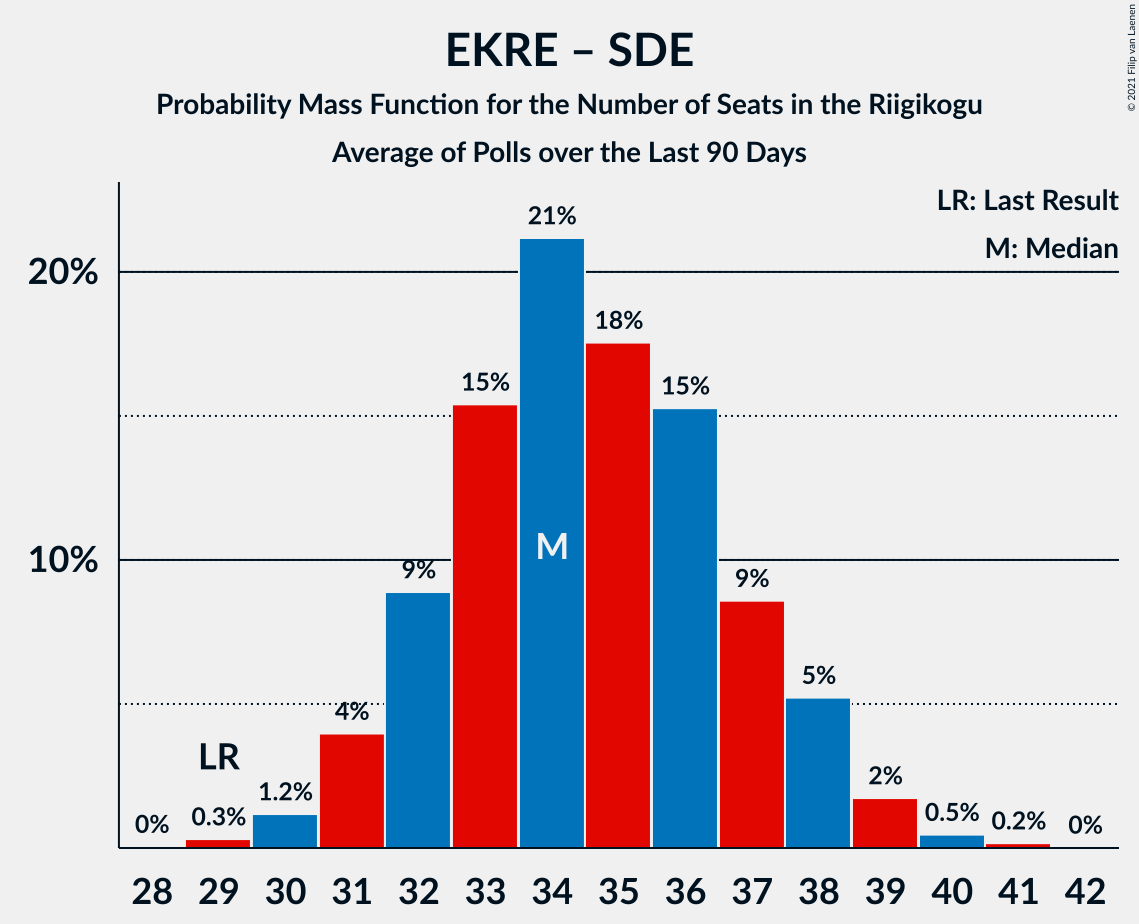 EKRE – SDE
Probability Mass Function for the Number of Seats in the Riigikogu
Average of Polls over the Last 90 Days
© 2021 Filip van Laenen
LR: Last Result
M: Median
20%
10%
0%
0.3%
1.2%
4%
9%
15%
21%
18%
15%
9%
5%
2%
0.5%
0.2%
0%
LR
M
28 29 30 31 32 33 34 35 36 37 38 39 40 41 42